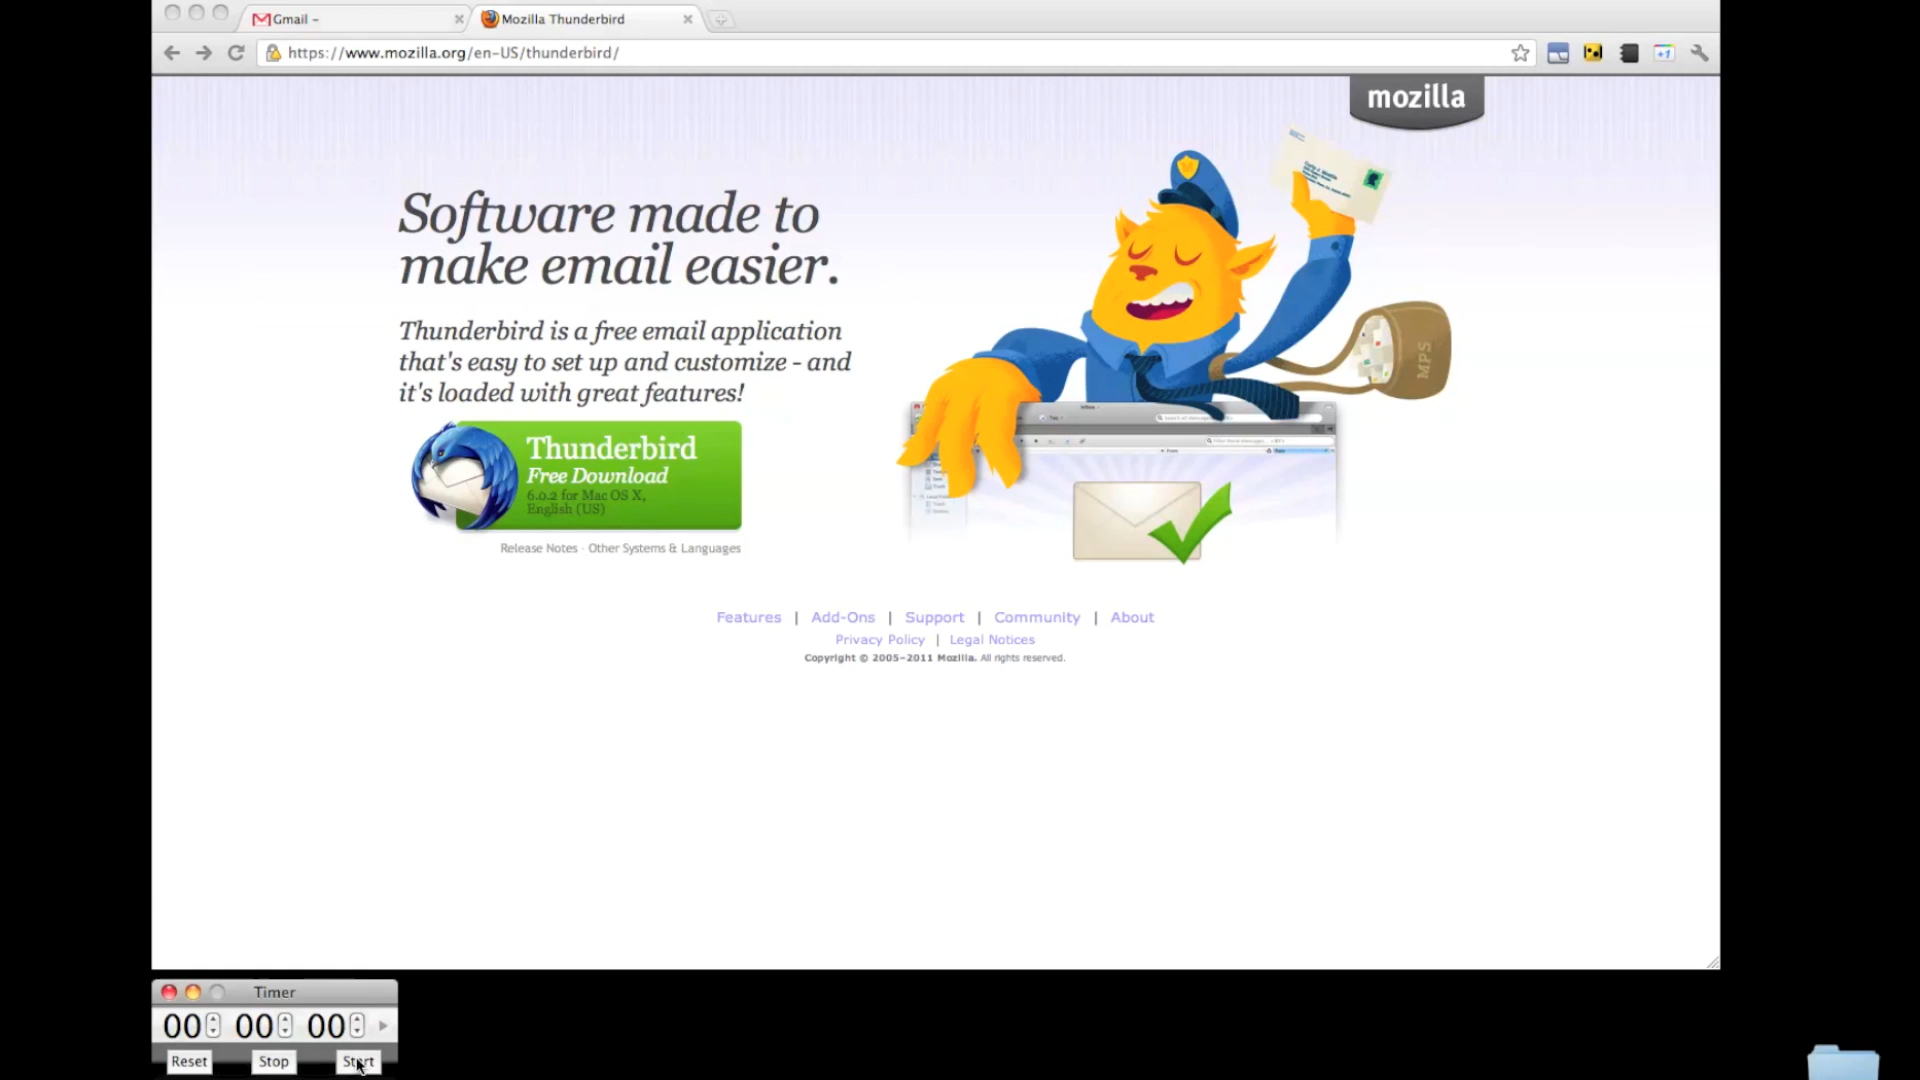 Gmail –
Mozilla Thunderbird
https://www.mozilla.org/en-US/thunderbird/
+1
mozilla
Software made to
make email easier.
Thunderbird is a free email application
that's easy to set up and customize - and
it's loaded with great features!
MPS
Thunderbird
Free Download
6.0.2 for Mac OS X,
English (US)
Release Notes · Other Systems & Languages
Features | Add-Ons | Support | Community | About
Privacy Policy | Legal Notices
Copyright © 2005–2011 Mozilla. All rights reserved.
Timer
00 00 00
Reset Stop Start